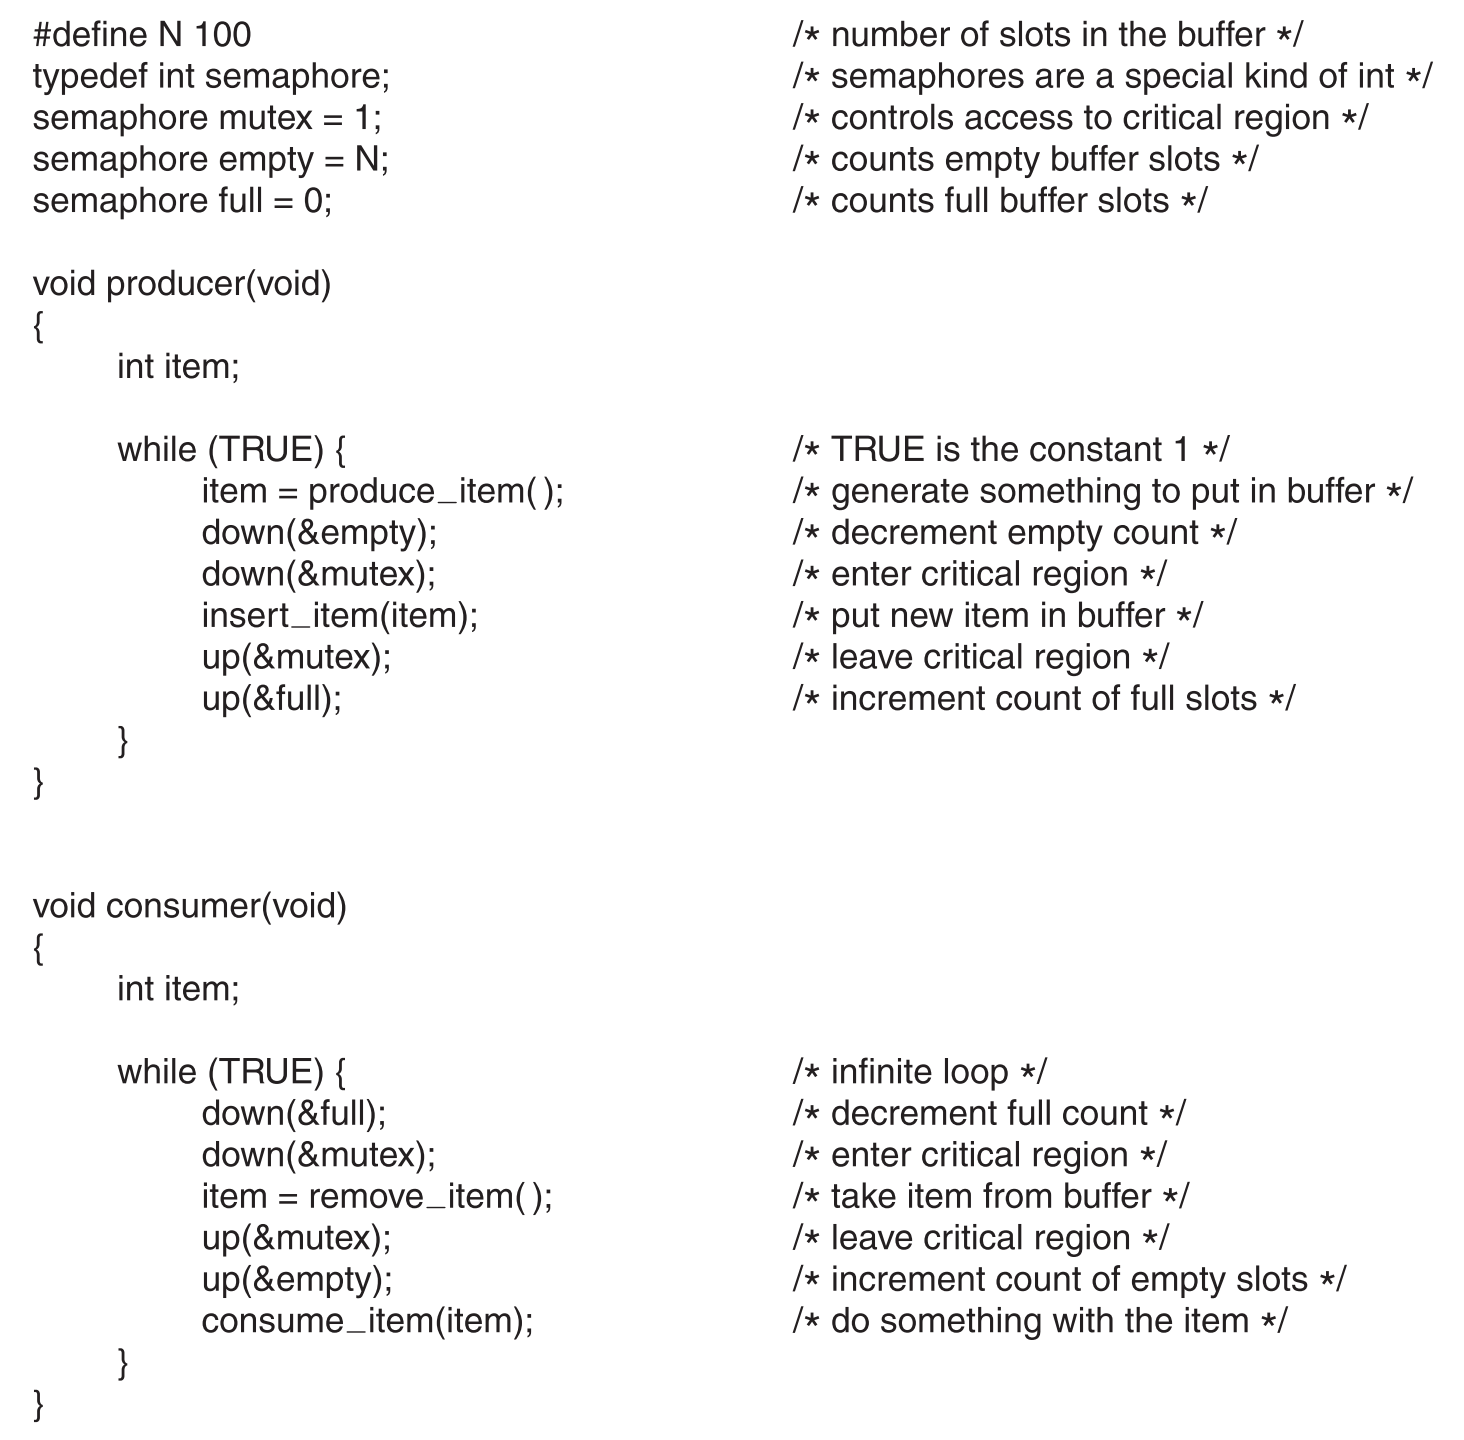 #define N 100 /* number of slots in the buffer */
typedef int semaphore; /* semaphores are a special kind of int */
semaphore mutex = 1; /* controls access to critical region */
semaphore empty = N; /* counts empty buffer slots */
semaphore full = 0; /* counts full buffer slots */
void producer(void)
{
int item;
while (TRUE) { /* TRUE is the constant 1 */
item = produce_item( ); /* generate something to put in buffer */
down(&empty); /* decrement empty count */
down(&mutex); /* enter critical region */
insert_item(item); /* put new item in buffer */
up(&mutex); /* leave critical region */
up(&full); /* increment count of full slots */
}
}
void consumer(void)
{
int item;
while (TRUE) { /* infinite loop */
down(&full); /* decrement full count */
down(&mutex); /* enter critical region */
item = remove_item( ); /* take item from buffer */
up(&mutex); /* leave critical region */
up(&empty); /* increment count of empty slots */
consume_item(item); /* do something with the item */
}
}